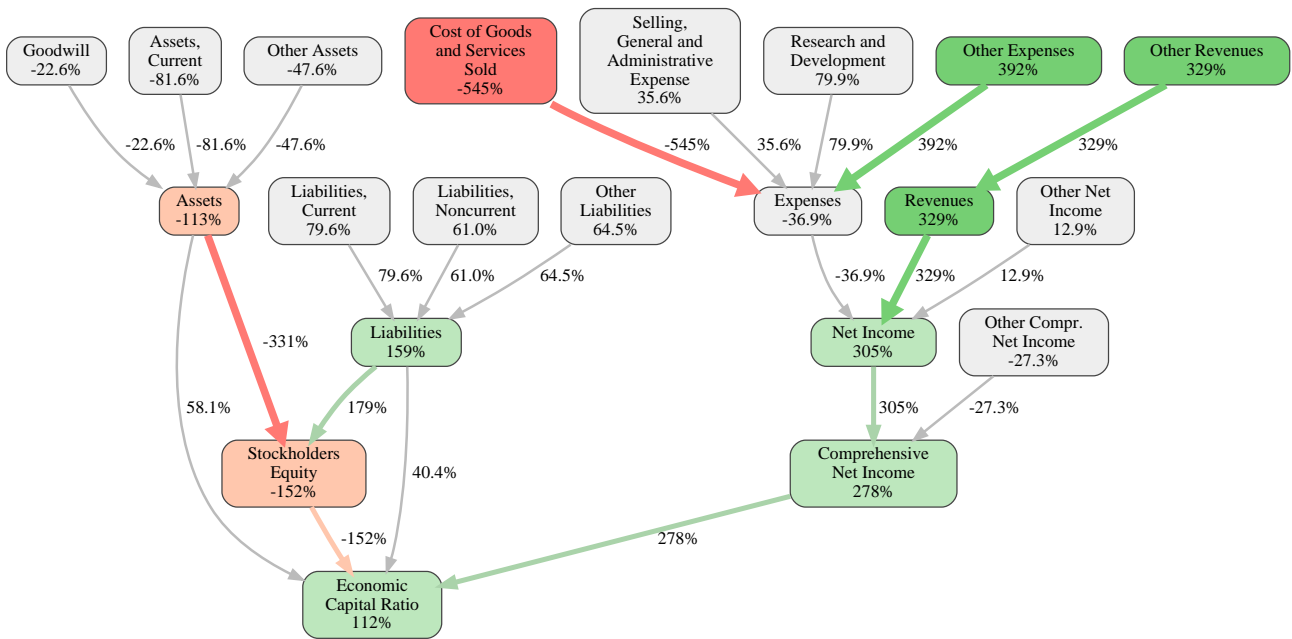 Goodwill
-22.6%
Assets,
Current
-81.6%
Other Assets
-47.6%
Cost of Goods
and Services
Sold
-545%
Selling,
General and
Administrative
Expense
35.6%
Research and
Development
79.9%
Other Expenses
392%
Other Revenues
329%
-22.6%
-81.6%
-47.6%
-545%
35.6%
79.9%
392%
329%
Assets
-113%
Liabilities,
Current
79.6%
Liabilities,
Noncurrent
61.0%
Other
Liabilities
64.5%
Expenses
-36.9%
Revenues
329%
Other Net
Income
12.9%
79.6%
61.0%
64.5%
-36.9%
329%
12.9%
-331%
Liabilities
159%
Net Income
305%
Other Compr.
Net Income
-27.3%
58.1%
179%
305%
-27.3%
Stockholders
Equity
-152%
40.4%
Comprehensive
Net Income
278%
-152%
278%
Economic
Capital Ratio
112%